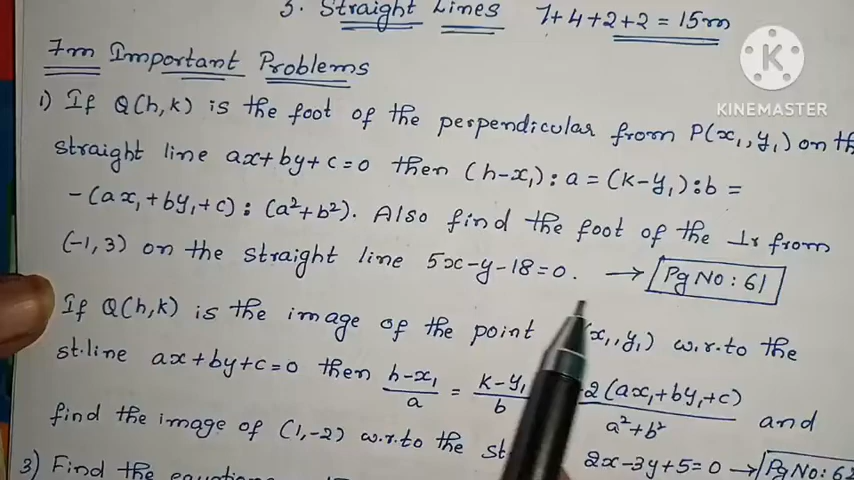 3. Straight Lines 7+4+2+2 = 15m
7m Important Problems
KINEMASTER
1) If Q(h,k) is the foot of the perpendicular from P(x₁,y₁) on
straight line ax+by+c=0 then (h-x₁):a = (k-y₁):b =
-(ax₁+by₁+c):(a²+b²). Also find the foot of the ⊥r from
(-1,3) on the straight line 5x-y-18=0. → Pg No: 61
If Q(h,k) is the image of the point (x₁,y₁) w.r.to the
st.line ax+by+c=0 then (h-x₁)/a = (k-y₁)/b 2(ax₁+by₁+c)/(a²+b²) and
find the image of (1,-2) w.r.to the 2x-3y+5=0 → Pg No: 62
3) Find the